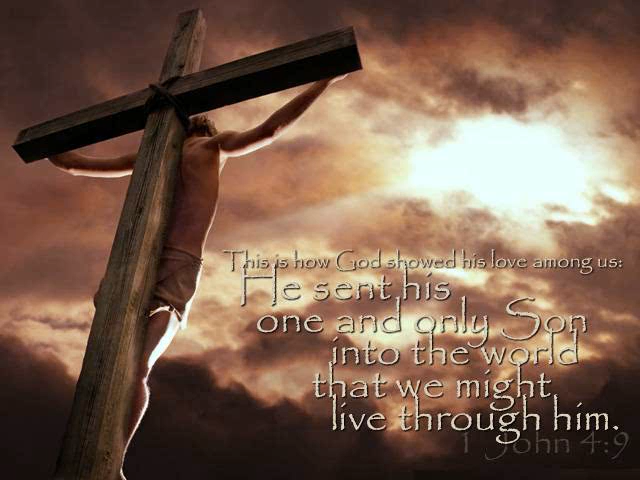 This is how God showed his love among us:
He sent his
one and only Son
into the world
that we might
live through him.
1 John 4:9